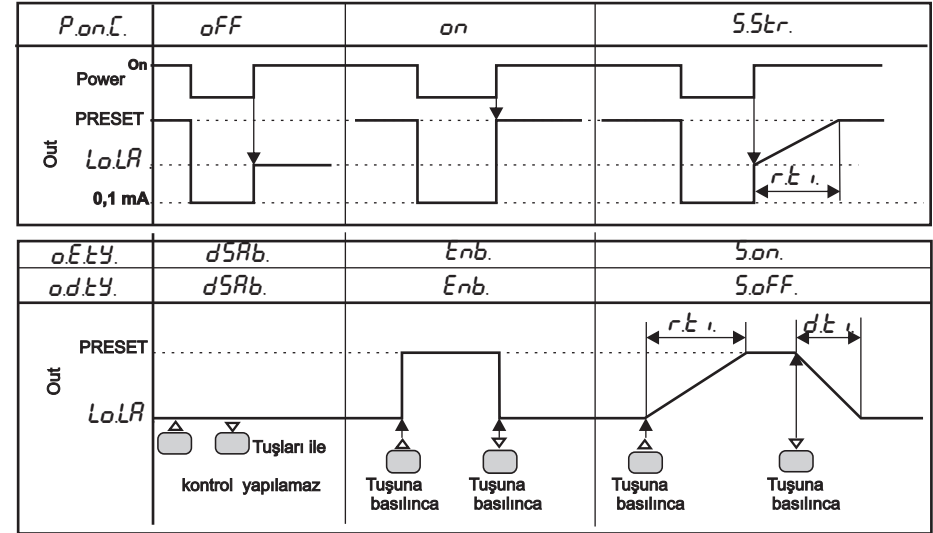 P.on.C. oFF on S.Str.
On
Power
PRESET
Out
Lo.LA
0,1 mA
r.t i.
o.E.tY. dSAb. Enb. S.on.
o.d.tY. dSAb. Enb. S.oFF.
r.t i. d.t i.
PRESET
Out
Lo.LA
Tuşları ile
kontrol yapılamaz
Tuşuna basılınca
Tuşuna basılınca
Tuşuna basılınca
Tuşuna basılınca